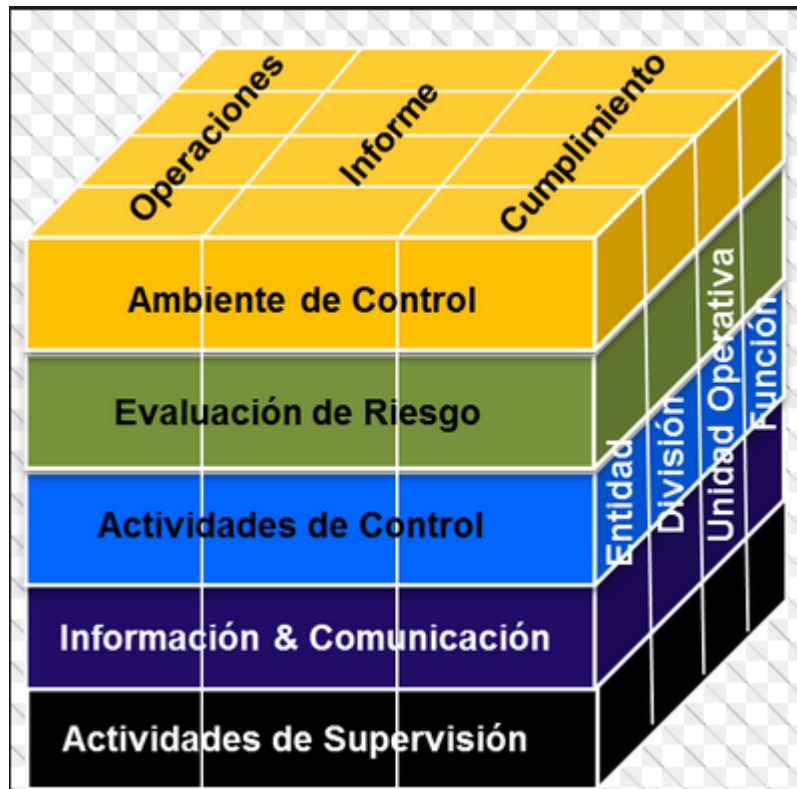 Operaciones
Informe
Cumplimiento
Ambiente de Control
Evaluación de Riesgo
Actividades de Control
Información & Comunicación
Actividades de Supervisión
Entidad
División
Unidad Operativa
Función